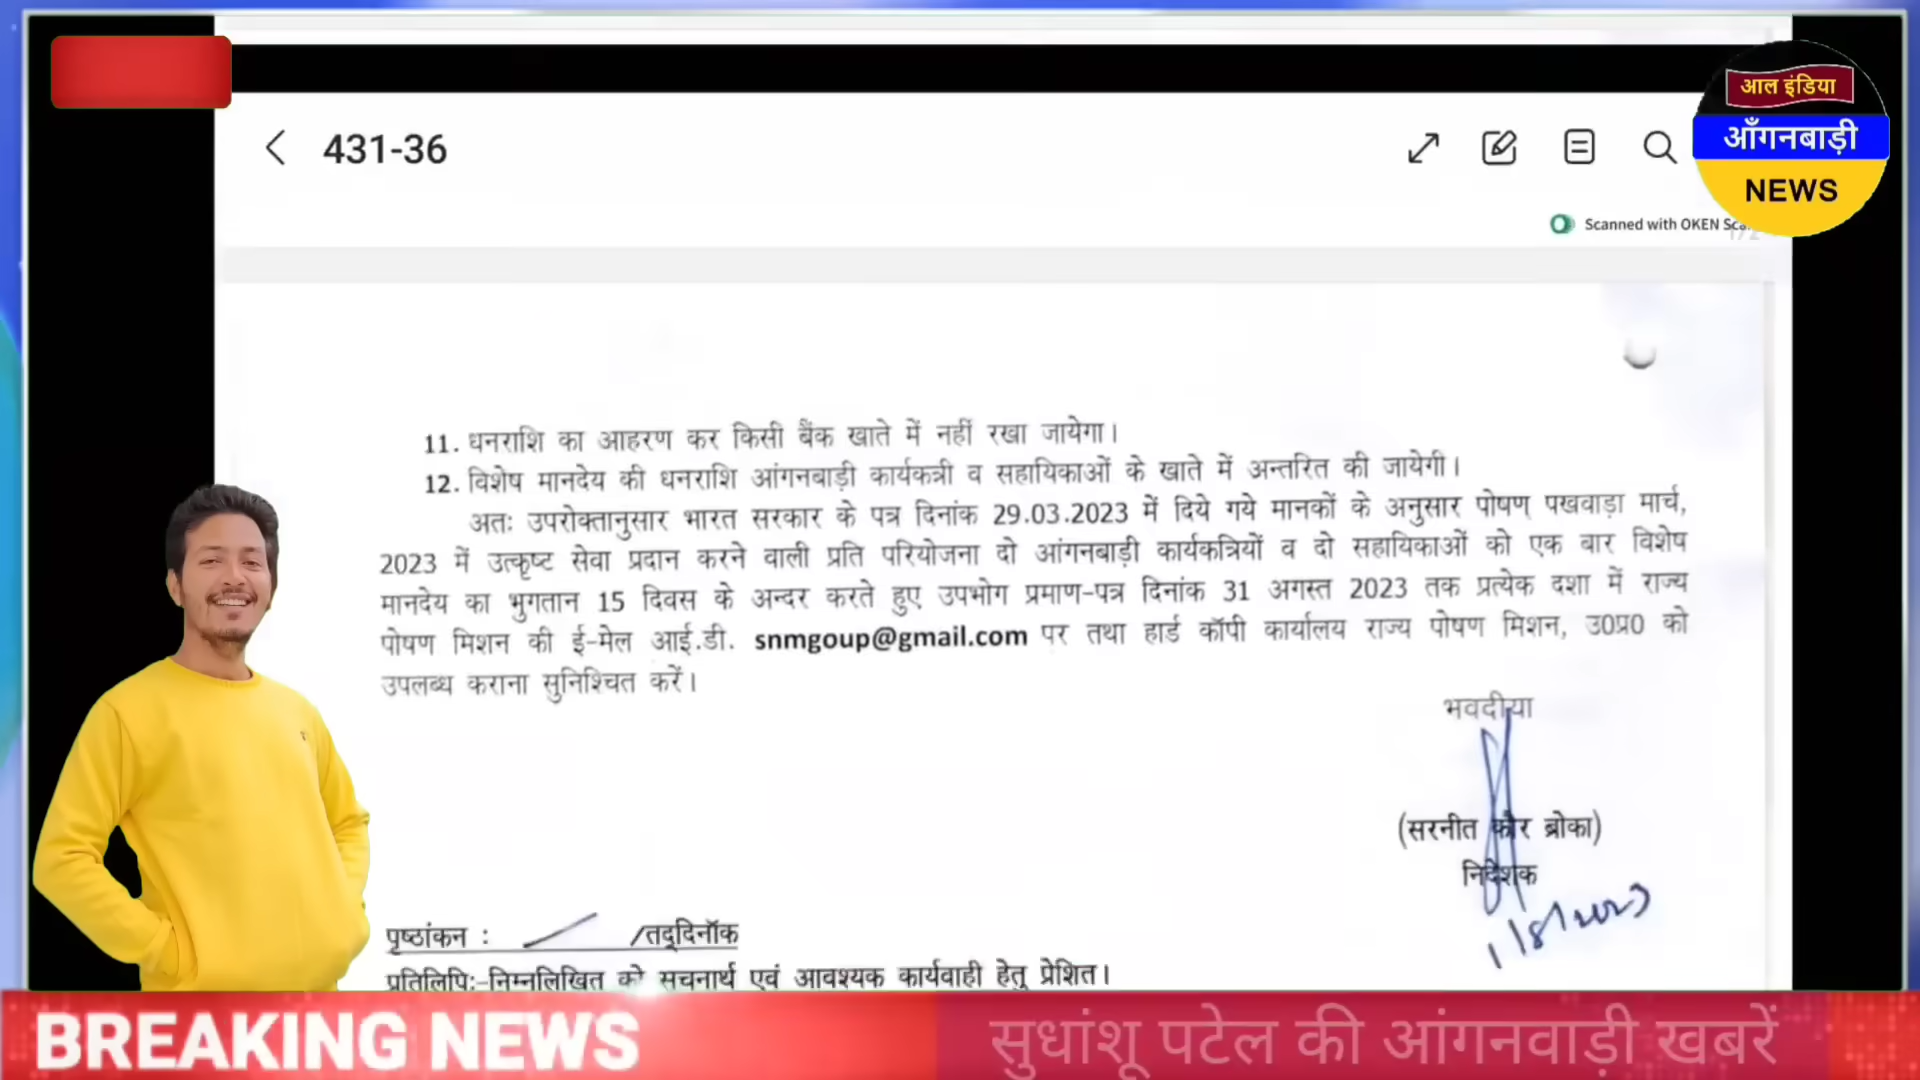 431-36
आल इंडिया
आँगनबाड़ी
NEWS
Scanned with OKEN
11. धनराशि का आहरण कर किसी बैंक खाते में नहीं रखा जायेगा।
12. विशेष मानदेय की धनराशि आंगनबाड़ी कार्यकत्री व सहायिकाओं के खाते में अन्तरित की जायेगी।
अतः उपरोक्तानुसार भारत सरकार के पत्र दिनांक 29.03.2023 में दिये गये मानकों के अनुसार पोषण पखवाड़ा मार्च,
2023 में उत्कृष्ट सेवा प्रदान करने वाली प्रति परियोजना दो आंगनबाड़ी कार्यकत्रियों व दो सहायिकाओं को एक बार विशेष
मानदेय का भुगतान 15 दिवस के अन्दर करते हुए उपभोग प्रमाण-पत्र दिनांक 31 अगस्त 2023 तक प्रत्येक दशा में राज्य
पोषण मिशन की ई-मेल आई.डी. snmgoup@gmail.com पर तथा हार्ड कॉपी कार्यालय राज्य पोषण मिशन, उ0प्र0 को
उपलब्ध कराना सुनिश्चित करें।
भवदीया
(सरनीत कौर ब्रोका)
निदेशक
1/8/2023
पृष्ठांकन : /तद्दिनॉक
प्रतिलिपिः-निम्नलिखित को सूचनार्थ एवं आवश्यक कार्यवाही हेतु प्रेशित।
BREAKING NEWS
सुधांशू पटेल की आंगनवाड़ी खबरें